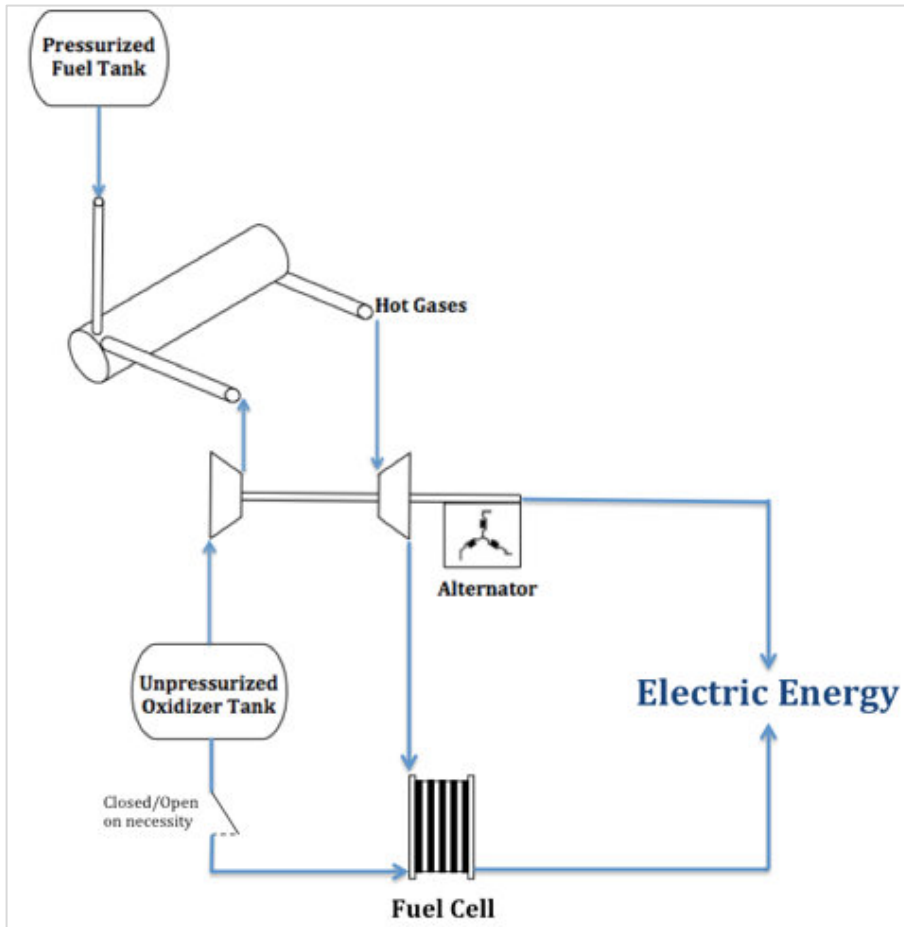 Pressurized
Fuel Tank
Hot Gases
Alternator
Unpressurized
Oxidizer Tank
Electric Energy
Closed/Open
on necessity
Fuel Cell